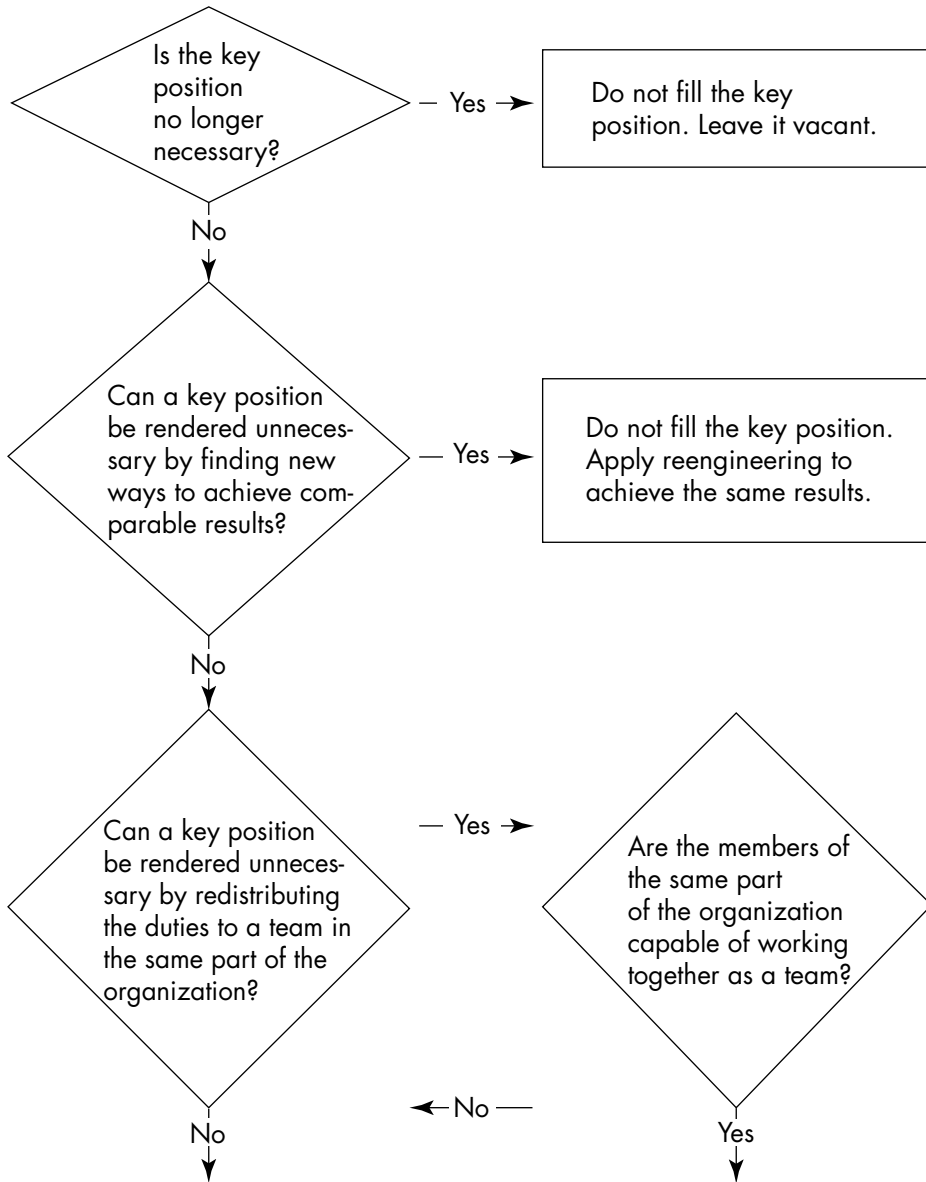 Is the key
position
no longer
necessary?
Yes
Do not fill the key
position. Leave it vacant.
No
Can a key position
be rendered unneces-
sary by finding new
ways to achieve com-
parable results?
Yes
Do not fill the key position.
Apply reengineering to
achieve the same results.
No
Can a key position
be rendered unneces-
sary by redistributing
the duties to a team in
the same part of the
organization?
Yes
Are the members of
the same part
of the organization
capable of working
together as a team?
No
No
Yes